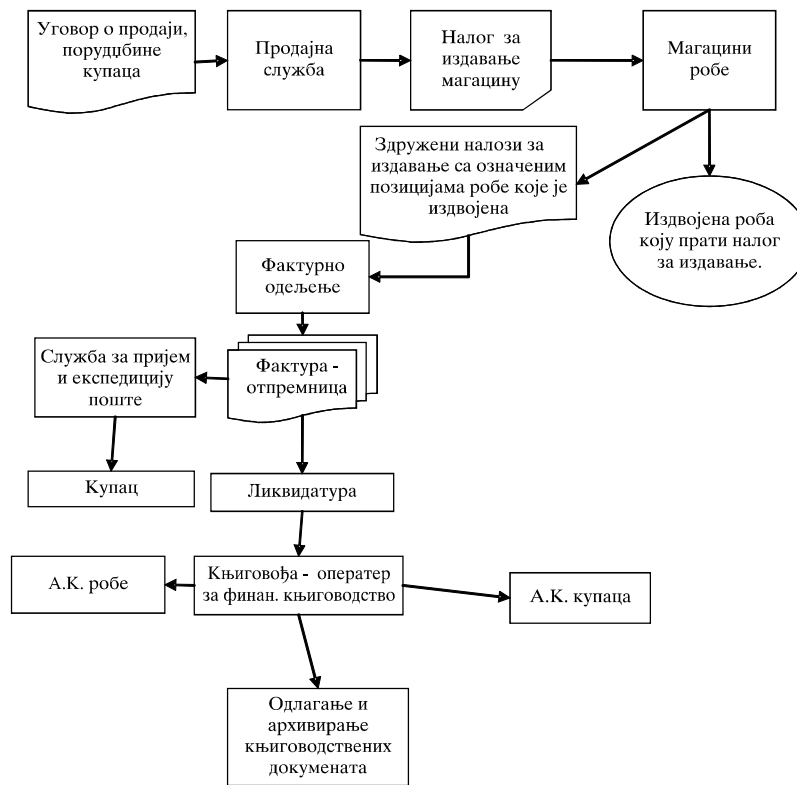 Уговор о продаји,
порудџбине
купаца
Продајна
служба
Налог за
издавање
магацину
Магацини
робе
Здружени налози за
издавање са означеним
позицијама робе које је
издвојена
Издвојена роба
коју прати налог
за издавање.
Фактурно
одељење
Служба за пријем
и експедицију
поште
Фактура -
отпремница
Купац
Ликвидатура
А.К. робе
Књиговођа - оператер
за финан. књиговодство
А.К. купаца
Одлагање и
архивирање
књиговодствених
докумената